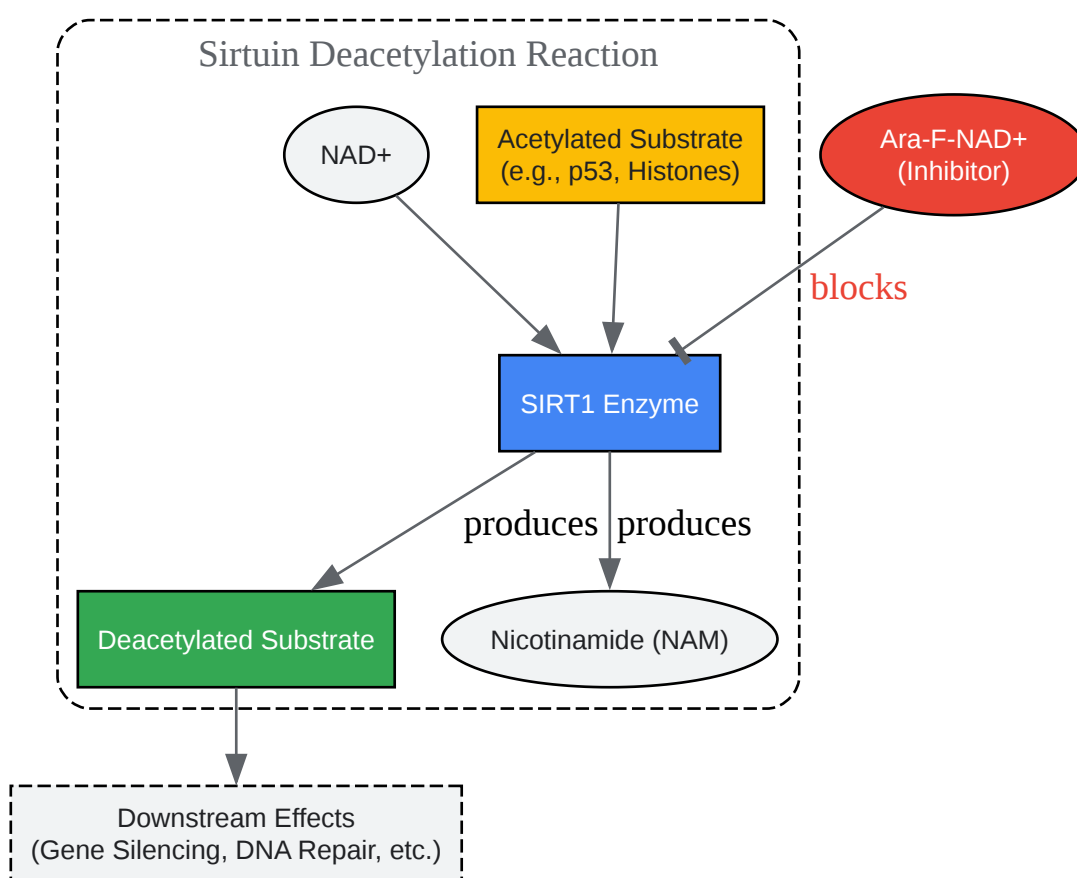 Sirtuin Deacetylation Reaction
NAD+
Acetylated Substrate
(e.g., p53, Histones)
Ara-F-NAD+
(Inhibitor)
blocks
SIRT1 Enzyme
produces
produces
Deacetylated Substrate
Nicotinamide (NAM)
Downstream Effects
(Gene Silencing, DNA Repair, etc.)